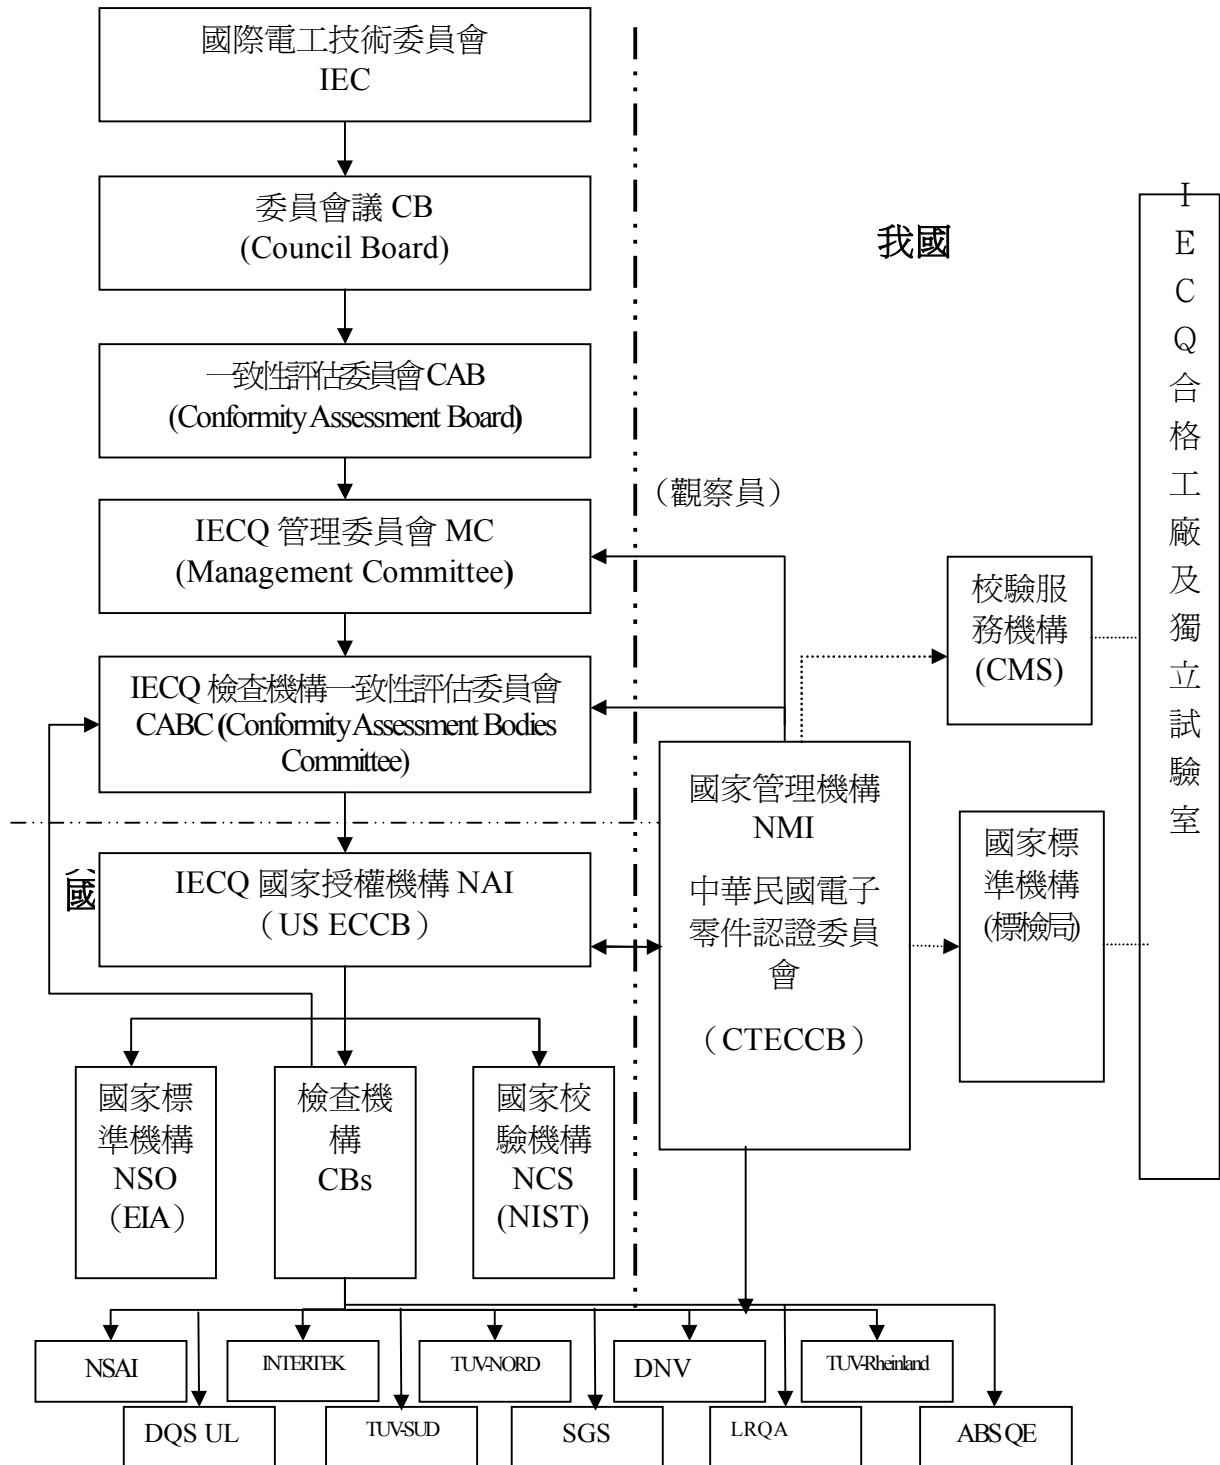 國際電工技術委員會
IEC
委員會議 CB
(Council Board)
我國
一致性評估委員會 CAB
(Conformity Assessment Board)
（觀察員）
IECQ 管理委員會 MC
(Management Committee)
IECQ 檢查機構一致性評估委員會
CABC (Conformity Assessment Bodies
Committee)
校驗服
務機構
(CMS)
IECQ合格工廠及獨立試驗室
國
IECQ 國家授權機構 NAI
（US ECCB）
國家管理機構
NMI
中華民國電子
零件認證委員
會
（CTECCB）
國家標
準機構
(標檢局)
國家標
準機構
NSO
（EIA）
檢查機
構
CBs
國家校
驗機構
NCS
(NIST)
NSAI
INTERTEK
TUV-NORD
DNV
TUV-Rheinland
DQS UL
TUV-SUD
SGS
LRQA
ABS QE